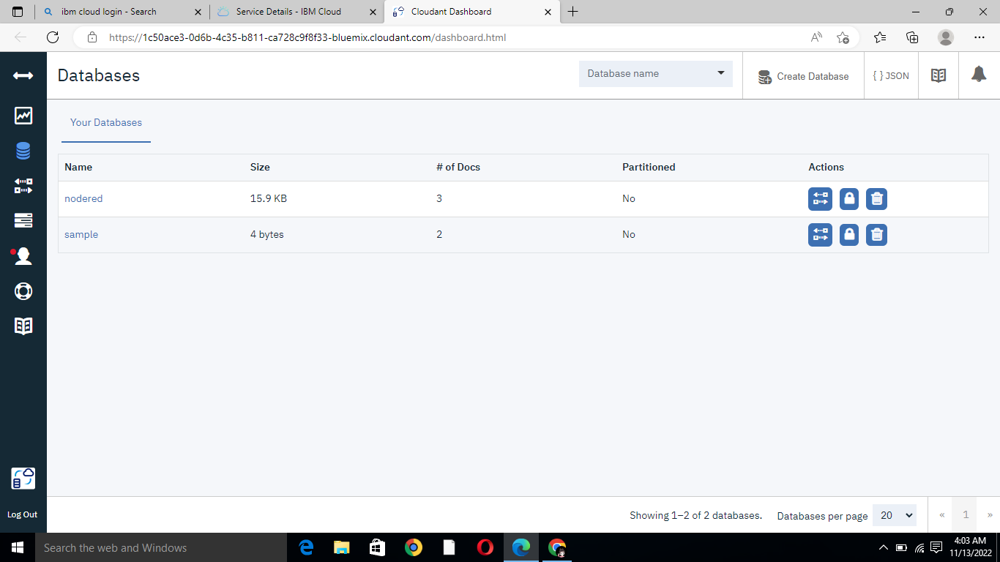 ibm cloud login - Search
Service Details - IBM Cloud
Cloudant Dashboard
https://1c50ace3-0d6b-4c35-b811-ca728c9f8f33-bluemix.cloudant.com/dashboard.html
Databases
Database name
Create Database
{ } JSON
Your Databases
Name Size # of Docs Partitioned Actions
nodered 15.9 KB 3 No
sample 4 bytes 2 No
Log Out
Showing 1–2 of 2 databases.
Databases per page 20
« 1 »
Search the web and Windows
4:03 AM
11/13/2022